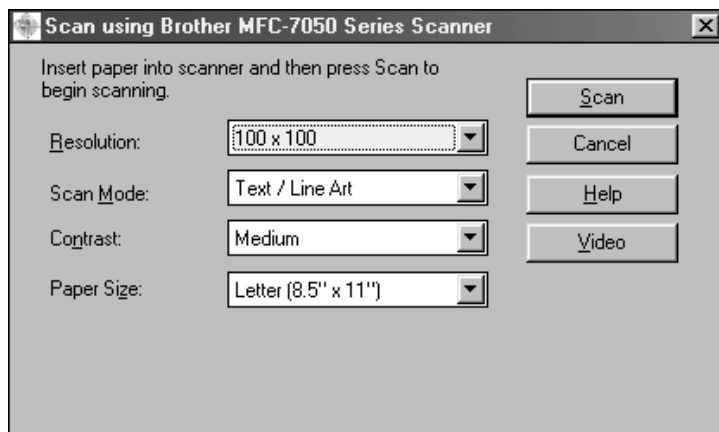 Scan using Brother MFC-7050 Series Scanner
Insert paper into scanner and then press Scan to
begin scanning.
Resolution: 100 x 100
Scan Mode: Text / Line Art
Contrast: Medium
Paper Size: Letter (8.5" x 11")
Scan
Cancel
Help
Video